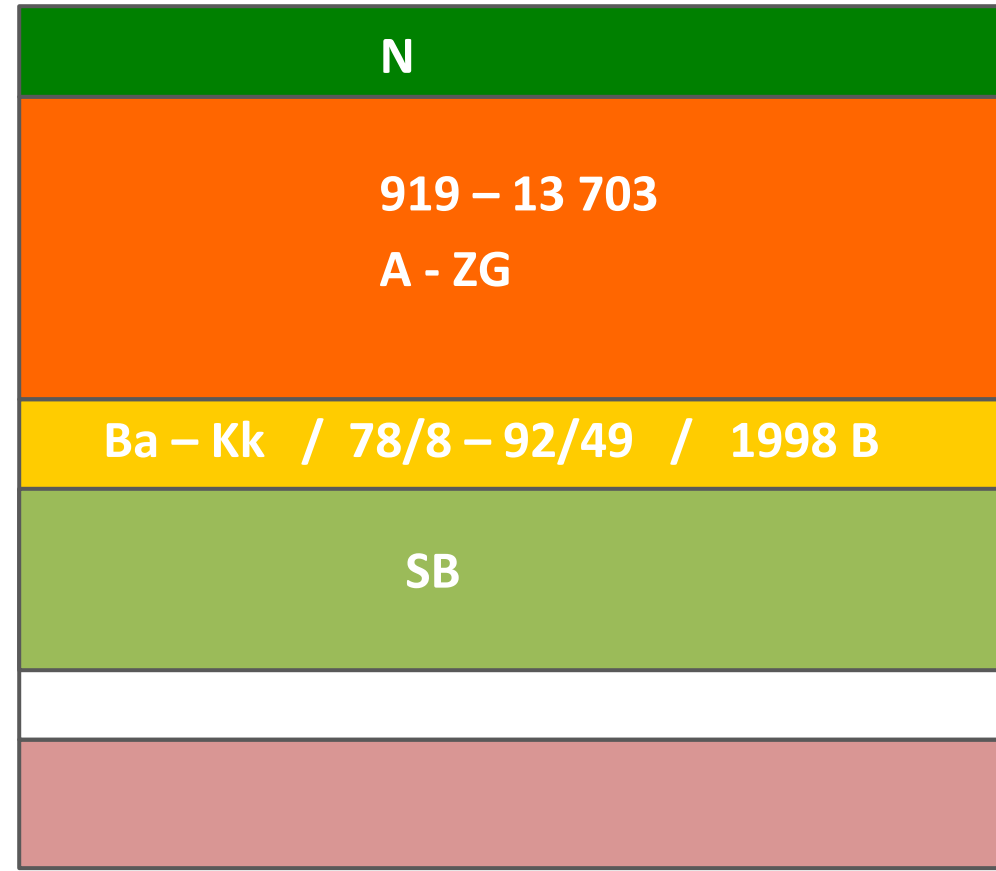 N
919 – 13 703
A - ZG
Ba – Kk / 78/8 – 92/49 / 1998 B
SB